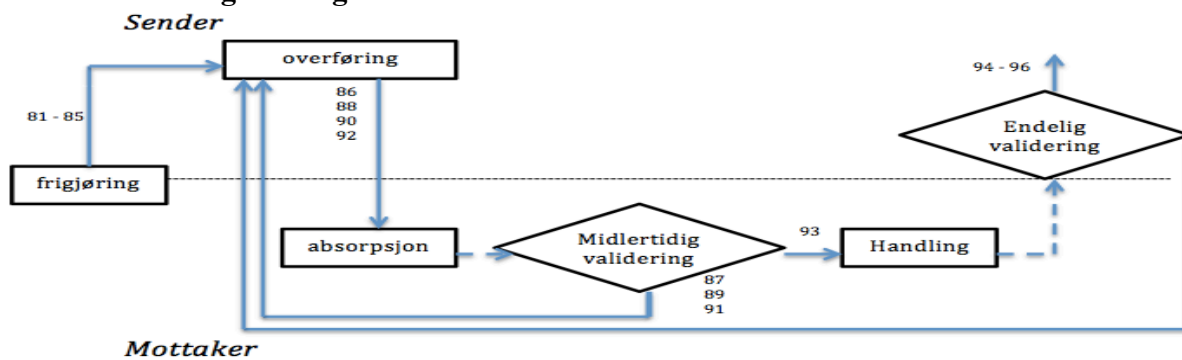 Sender
overføring
94 - 96
86
88
90
92
81 - 85
Endelig
validering
frigjøring
absorpsjon
Midlertidig
validering
93
Handling
87
89
91
Mottaker